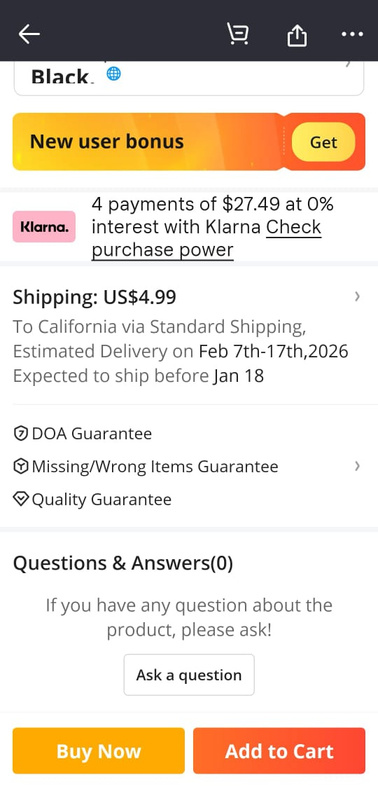 Black.
New user bonus
Get
Klarna.
4 payments of $27.49 at 0%
interest with Klarna Check
purchase power
Shipping: US$4.99
To California via Standard Shipping,
Estimated Delivery on Feb 7th-17th,2026
Expected to ship before Jan 18
DOA Guarantee
Missing/Wrong Items Guarantee
Quality Guarantee
Questions & Answers(0)
If you have any question about the
product, please ask!
Ask a question
Buy Now
Add to Cart